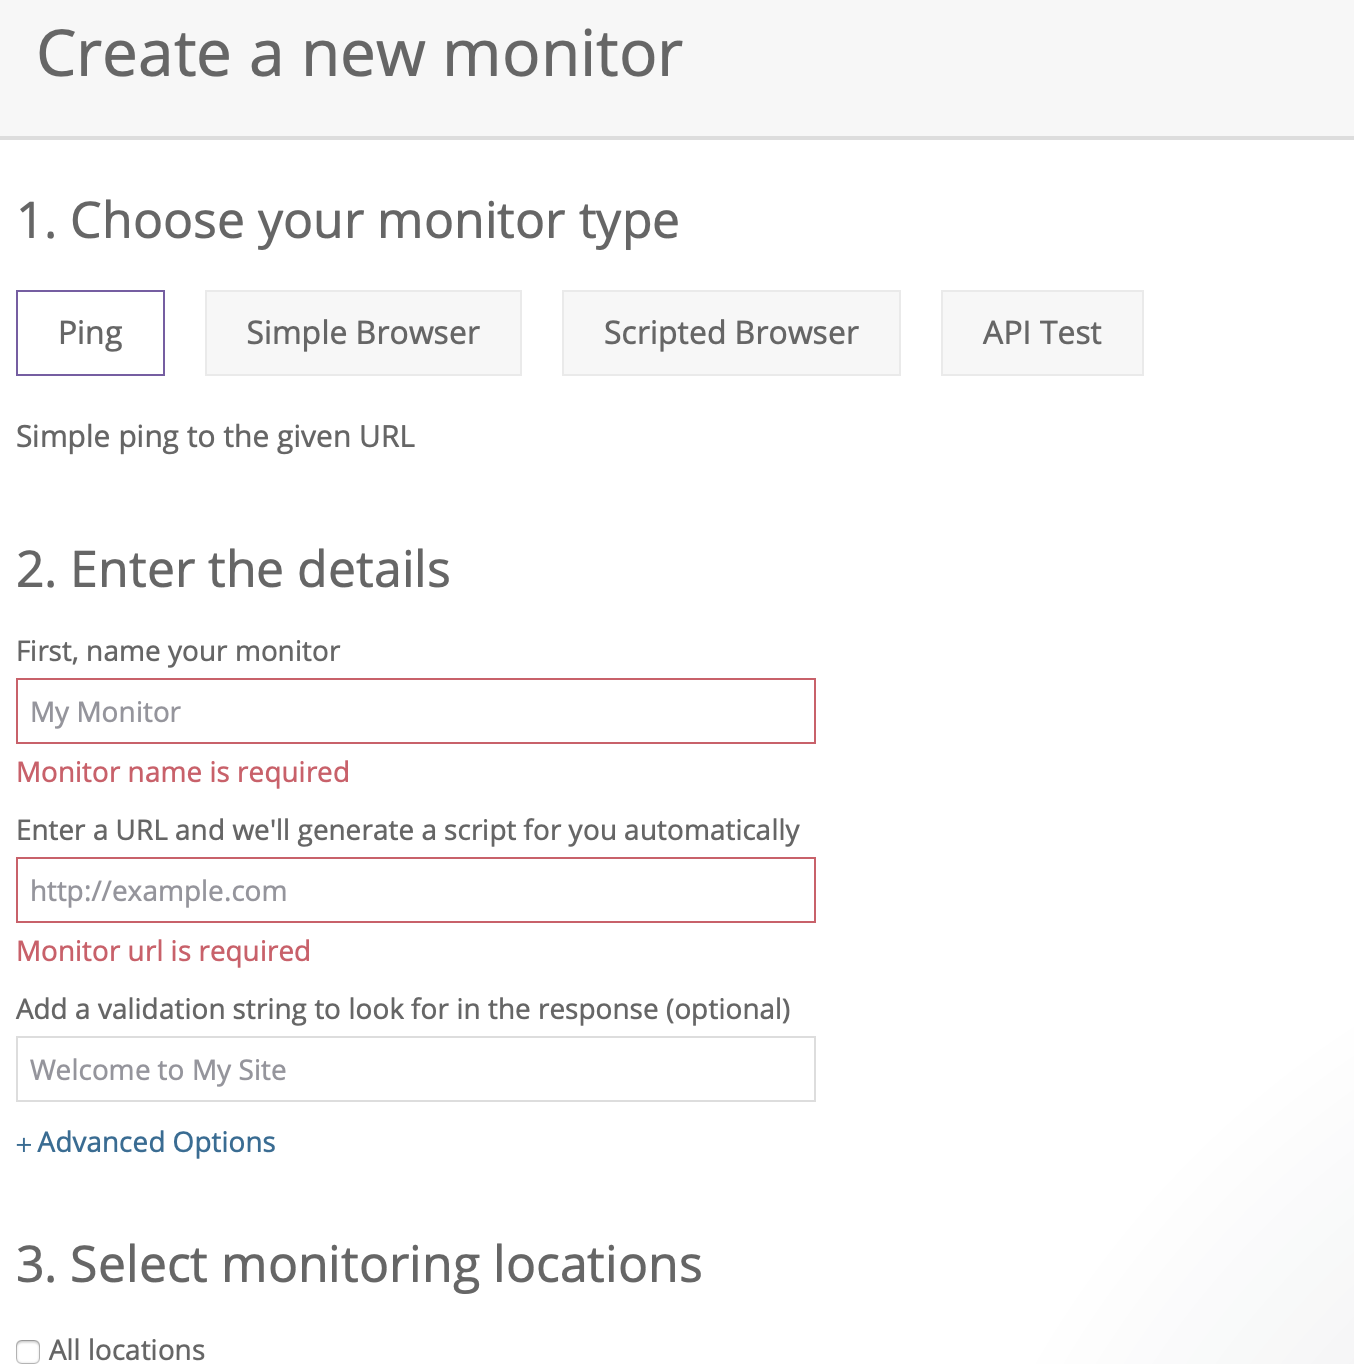 Create a new monitor
1. Choose your monitor type
Ping Simple Browser Scripted Browser API Test
Simple ping to the given URL
2. Enter the details
First, name your monitor
My Monitor
Monitor name is required
Enter a URL and we'll generate a script for you automatically
http://example.com
Monitor url is required
Add a validation string to look for in the response (optional)
Welcome to My Site
+ Advanced Options
3. Select monitoring locations
All locations